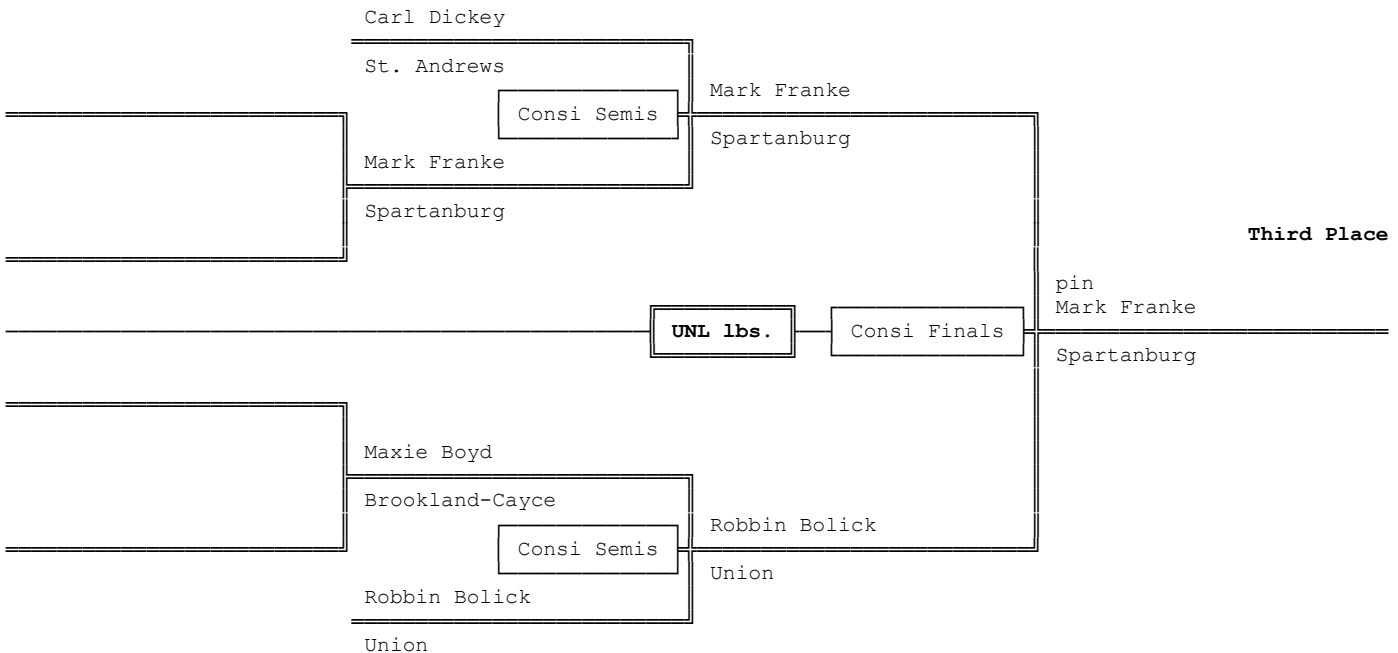 Carl Dickey
St. Andrews
Mark Franke
Consi Semis
Spartanburg
Mark Franke
Spartanburg
Third Place
pin
Mark Franke
UNL lbs.
Consi Finals
Spartanburg
Maxie Boyd
Brookland-Cayce
Robbin Bolick
Consi Semis
Union
Robbin Bolick
Union